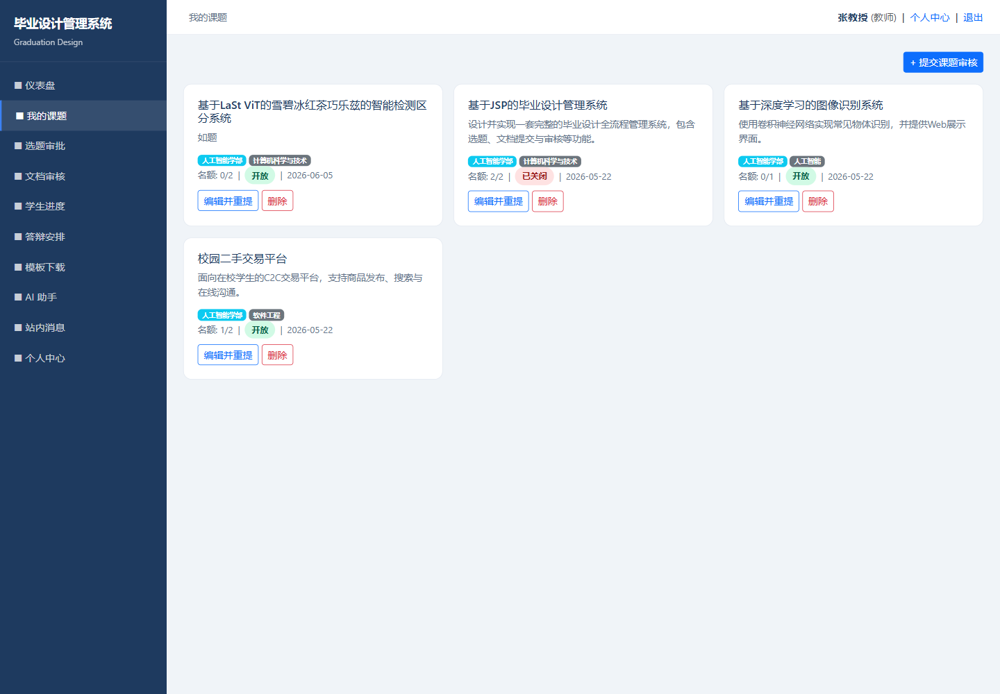 毕业设计管理系统
Graduation Design
仪表盘
我的课题
选题审批
文档审核
学生进度
答辩安排
模板下载
AI 助手
站内消息
个人中心
我的课题
张教授 (教师) | 个人中心 | 退出
+ 提交课题审核
基于LaSt ViT的雪碧冰红茶巧乐兹的智能检测区
分系统
如题
人工智能学部 计算机科学与技术
名额: 0/2 | 开放 | 2026-06-05
编辑并重提 删除
基于JSP的毕业设计管理系统
设计并实现一套完整的毕业设计全流程管理系统，包含
选题、文档提交与审核等功能。
人工智能学部 计算机科学与技术
名额: 2/2 | 已关闭 | 2026-05-22
编辑并重提 删除
基于深度学习的图像识别系统
使用卷积神经网络实现常见物体识别，并提供Web展示
界面。
人工智能学部 人工智能
名额: 0/1 | 开放 | 2026-05-22
编辑并重提 删除
校园二手交易平台
面向在校学生的C2C交易平台，支持商品发布、搜索与
在线沟通。
人工智能学部 软件工程
名额: 1/2 | 开放 | 2026-05-22
编辑并重提 删除